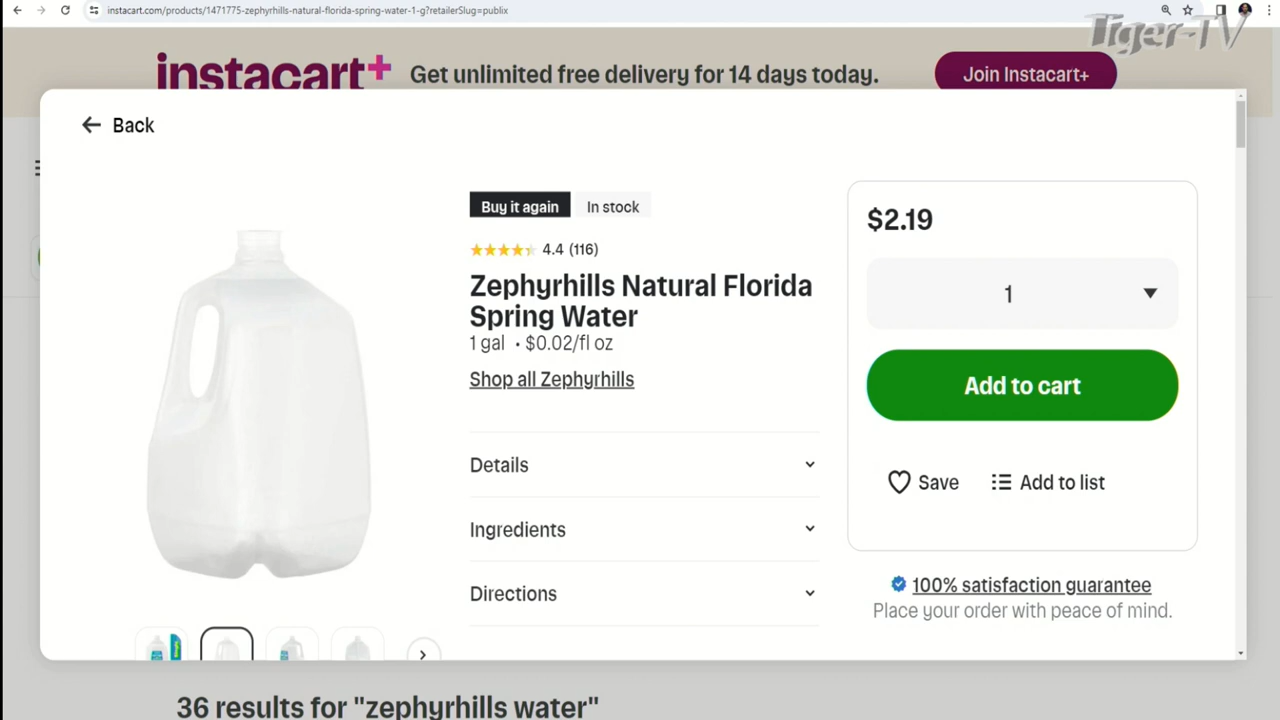 instacart.com/products/1471775-zephyrhills-natural-florida-spring-water-1-g?retailerSlug=publix
Tiger-TV
instacart+ Get unlimited free delivery for 14 days today. Join Instacart+
Back
Buy it again In stock
4.4 (116)
Zephyrhills Natural Florida
Spring Water
1 gal • $0.02/fl oz
Shop all Zephyrhills
Details
Ingredients
Directions
$2.19
1
Add to cart
Save Add to list
100% satisfaction guarantee
Place your order with peace of mind.
36 results for "zephyrhills water"